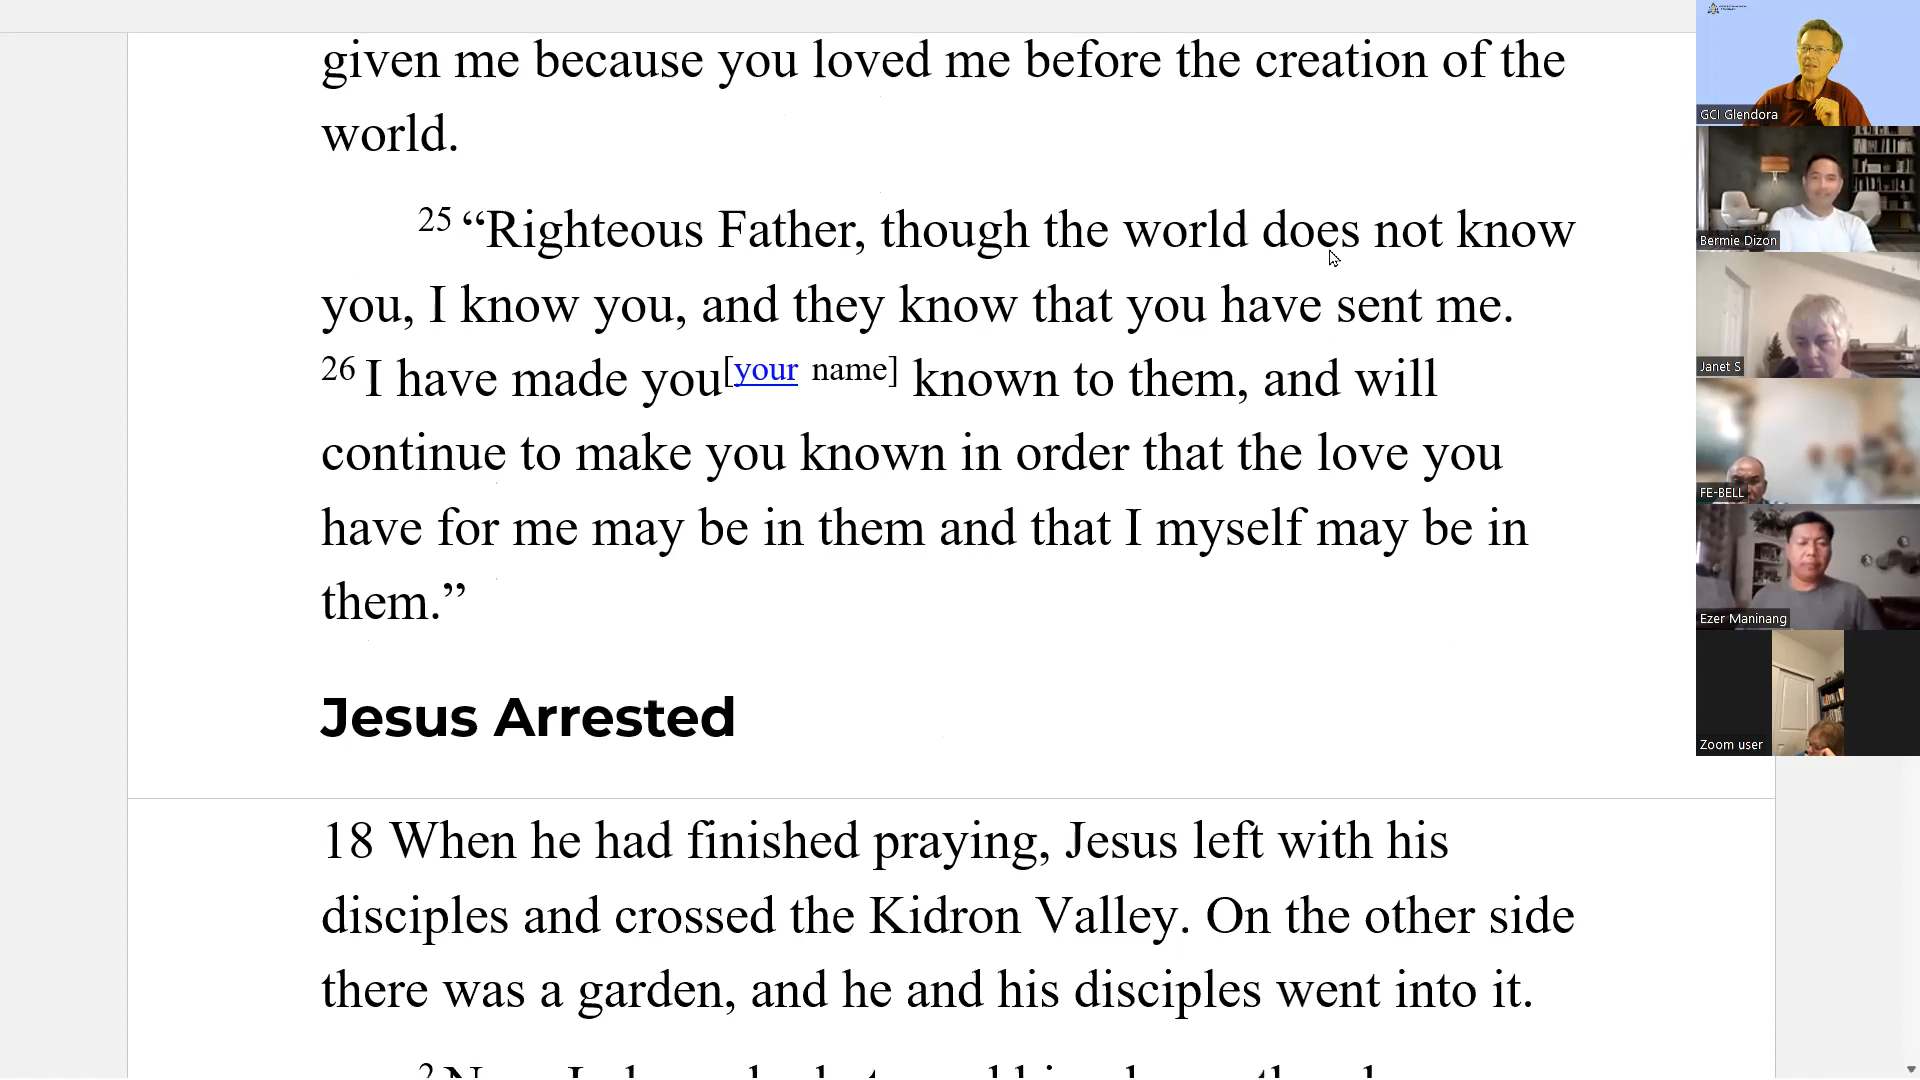 given me because you loved me before the creation of the
world.
25 “Righteous Father, though the world does not know
you, I know you, and they know that you have sent me.
26 I have made you[your name] known to them, and will
continue to make you known in order that the love you
have for me may be in them and that I myself may be in
them.”
Jesus Arrested
18 When he had finished praying, Jesus left with his
disciples and crossed the Kidron Valley. On the other side
there was a garden, and he and his disciples went into it.
2
GCI Glendora
Bermie Dizon
Janet S
FE-BELL
Ezer Maninang
Zoom user